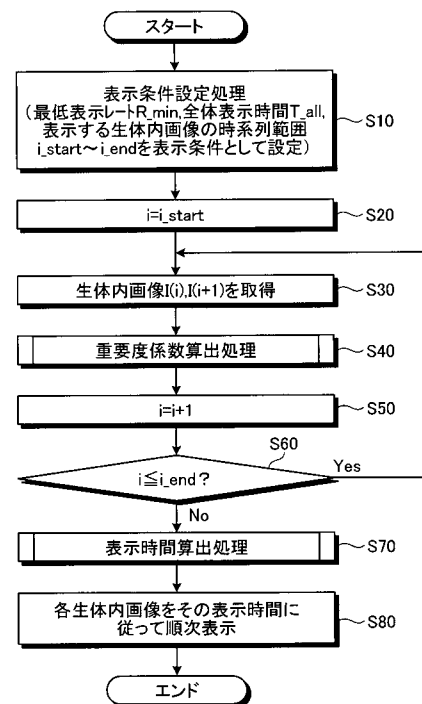 スタート
表示条件設定処理
(最低表示レートR_min,全体表示時間T_all,
表示する生体内画像の時系列範囲
i_start～i_endを表示条件として設定)
S10
i=i_start
S20
生体内画像I(i),I(i+1)を取得
S30
重要度係数算出処理
S40
i=i+1
S50
S60
i≦i_end?
Yes
No
表示時間算出処理
S70
各生体内画像をその表示時間に
従って順次表示
S80
エンド